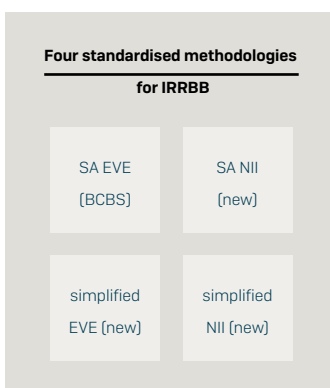 Four standardised methodologies
for IRRBB
SA EVE
(BCBS)
SA NII
(new)
simplified
EVE (new)
simplified
NII (new)